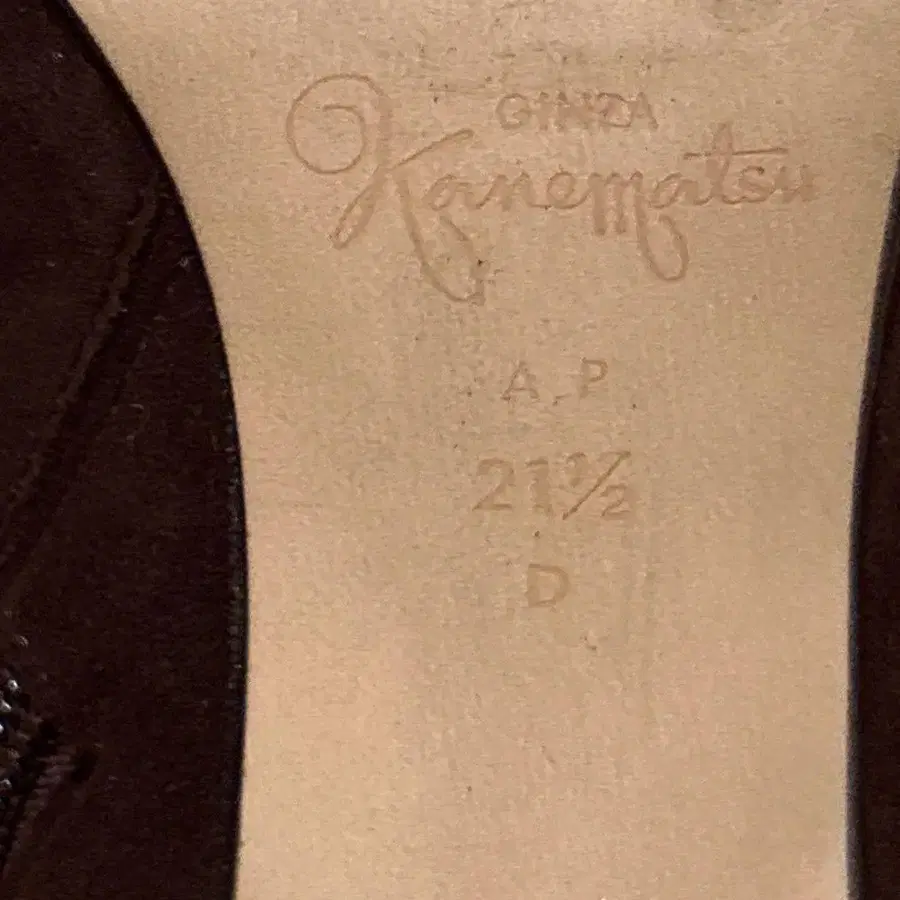 GINZA
Kanematsu
A.P
21½
D